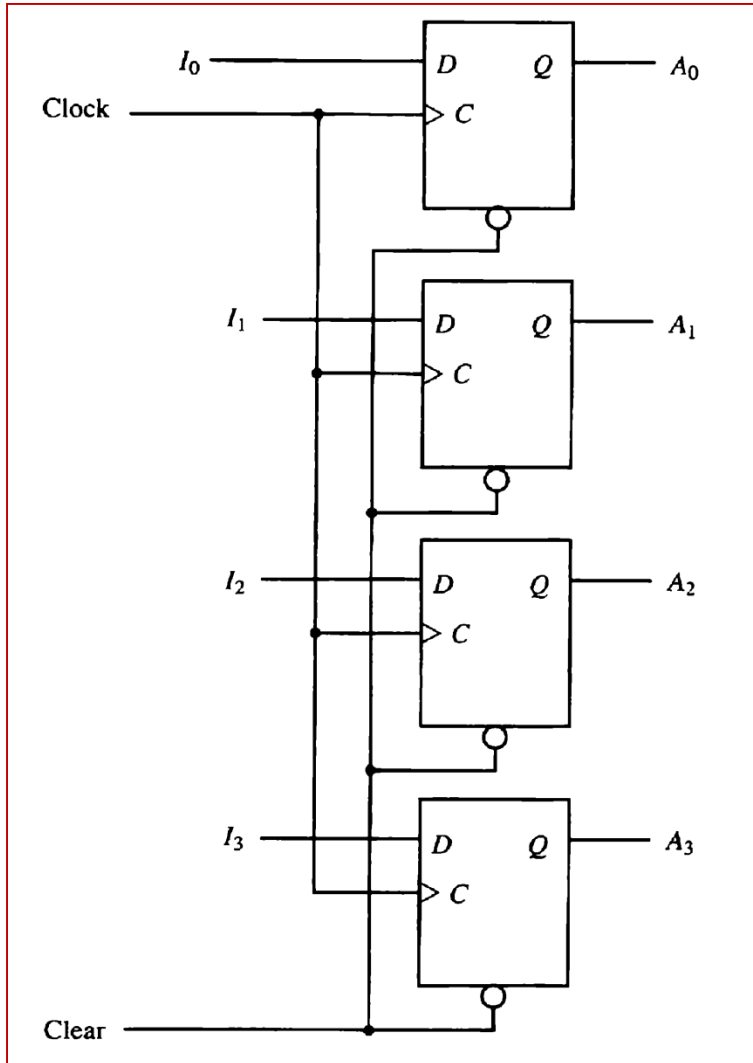 I₀ D Q A₀
Clock C
I₁ D Q A₁
C
I₂ D Q A₂
C
I₃ D Q A₃
C
Clear